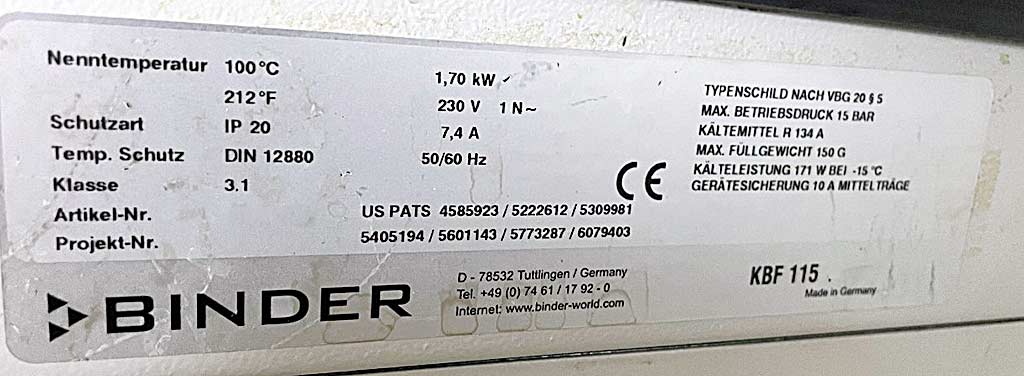 Nenntemperatur 100°C
212°F
Schutzart IP 20
Temp. Schutz DIN 12880
Klasse 3.1
Artikel-Nr.
Projekt-Nr.
1,70 kW
230 V 1 N~
7,4 A
50/60 Hz
US PATS 4585923 / 5222612 / 5309981
5405194 / 5601143 / 5773287 / 6079403
TYPENSCHILD NACH VBG 20 § 5
MAX. BETRIEBSDRUCK 15 BAR
KÄLTEMITTEL R 134 A
MAX. FÜLLGEWICHT 150 G
KÄLTELEISTUNG 171 W BEI -15 °C
GERÄTESICHERUNG 10 A MITTELTRÄGE
CE
BINDER
D - 78532 Tuttlingen / Germany
Tel. +49 (0) 74 61 / 17 92 - 0
Internet: www.binder-world.com
KBF 115
Made in Germany